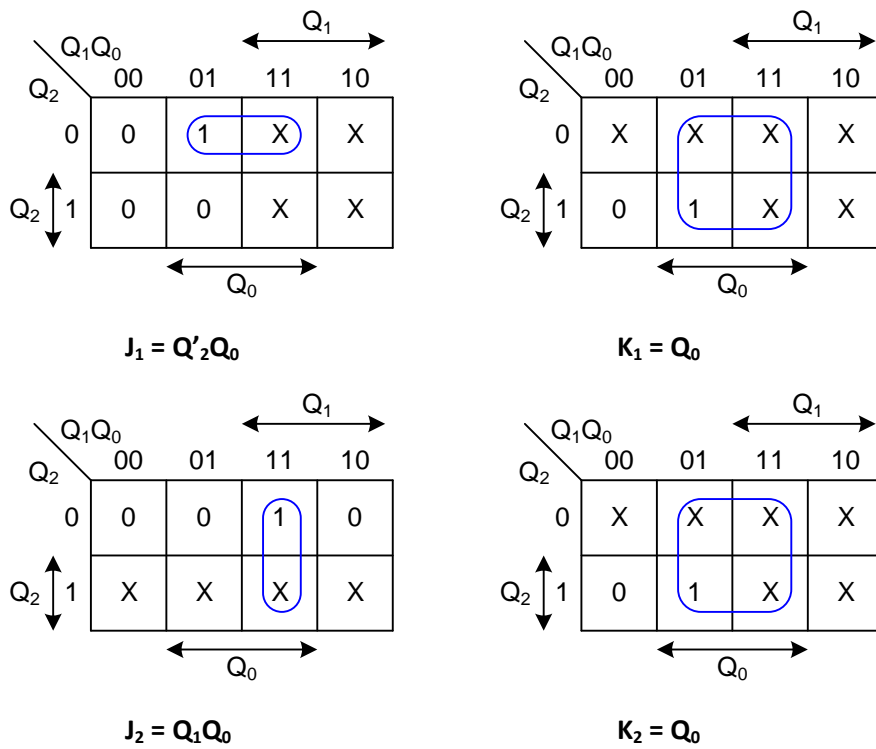 Q1 Q1
Q1Q0 Q1Q0
Q2 00 01 11 10 00 01 11 10
0 0 1 X X 0 X X X X
Q2 1 0 0 X X Q2 1 0 1 X X
Q0 Q0
J1 = Q’2Q0 K1 = Q0
Q1 Q1
Q1Q0 Q1Q0
Q2 00 01 11 10 00 01 11 10
0 0 0 1 0 0 X X X X
Q2 1 X X X X Q2 1 0 1 X X
Q0 Q0
J2 = Q1Q0 K2 = Q0